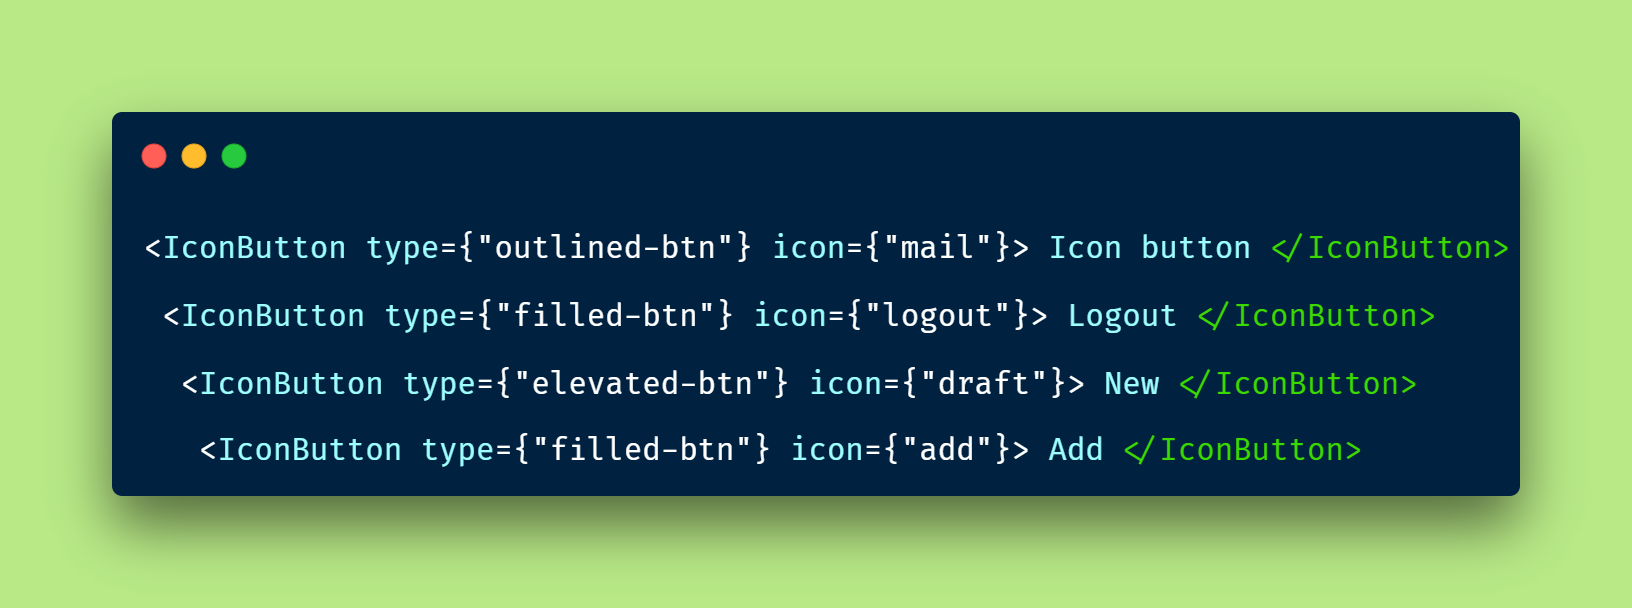 <IconButton type={"outlined-btn"} icon={"mail"}> Icon button </IconButton>
<IconButton type={"filled-btn"} icon={"logout"}> Logout </IconButton>
<IconButton type={"elevated-btn"} icon={"draft"}> New </IconButton>
<IconButton type={"filled-btn"} icon={"add"}> Add </IconButton>